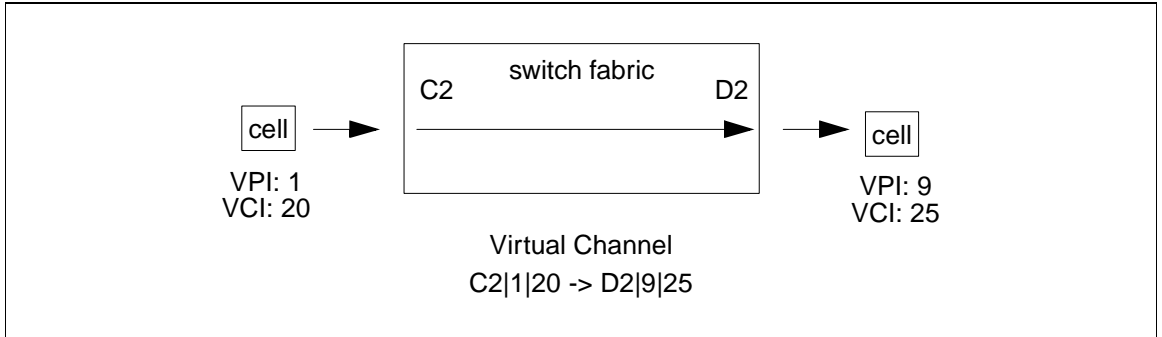 switch fabric
C2
D2
cell
cell
VPI: 1
VCI: 20
VPI: 9
VCI: 25
Virtual Channel
C2|1|20 -> D2|9|25